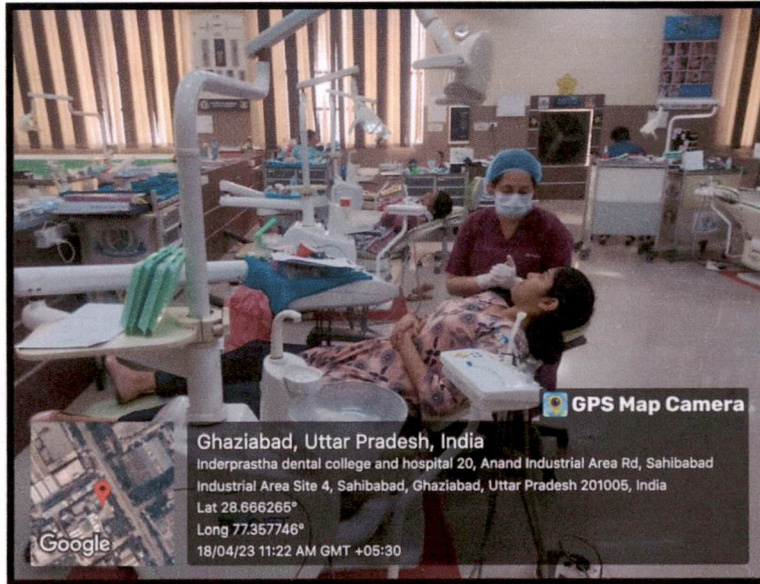 GPS Map Camera
Ghaziabad, Uttar Pradesh, India
Inderprastha dental college and hospital 20, Anand Industrial Area Rd, Sahibabad
Industrial Area Site 4, Sahibabad, Ghaziabad, Uttar Pradesh 201005, India
Lat 28.666265°
Long 77.357746°
18/04/23 11:22 AM GMT +05:30
Google